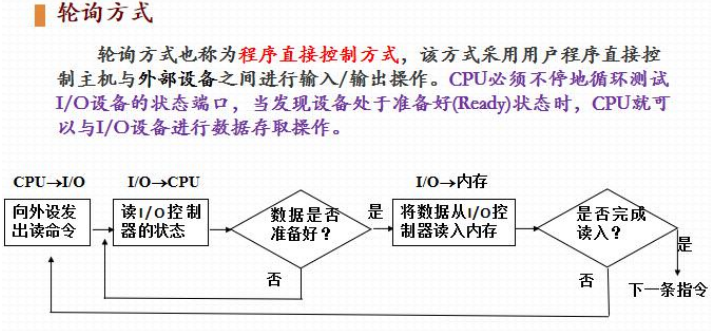 轮询方式
轮询方式也称为程序直接控制方式，该方式采用用户程序直接控
制主机与外部设备之间进行输入/输出操作。CPU必须不停地循环测试
I/O设备的状态端口，当发现设备处于准备好(Ready)状态时，CPU就可
以与I/O设备进行数据存取操作。
CPU→I/O
I/O→CPU
I/O→内存
向外设发
出读命令
读I/O控制
器的状态
数据是否
准备好？
是
将数据从I/O控
制器读入内存
是否完成
读入？
是
否
否
下一条指令